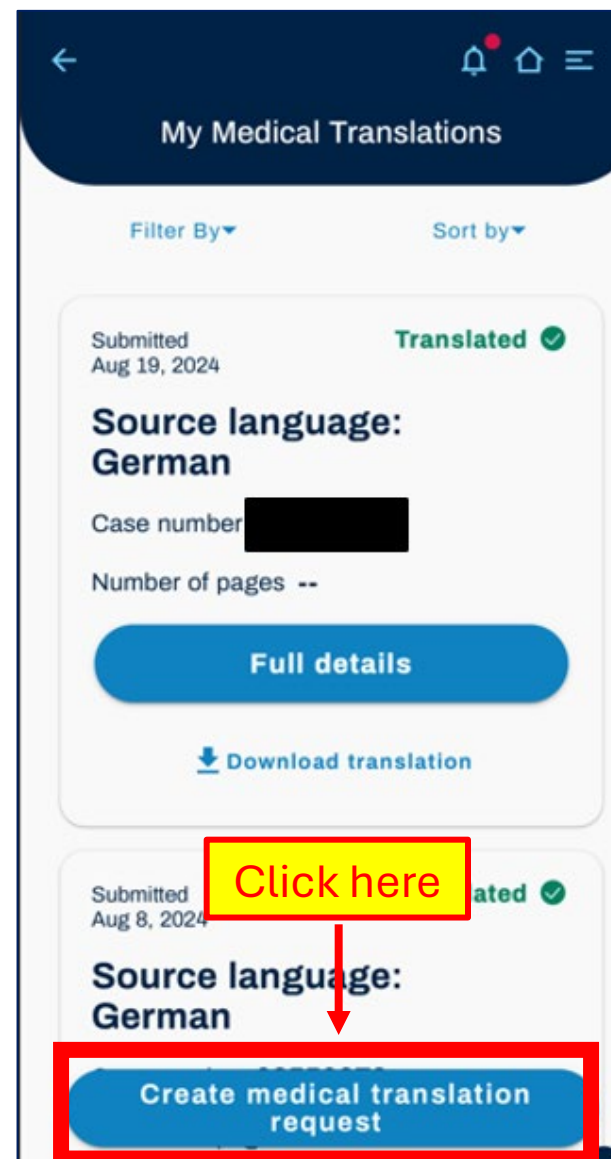 My Medical Translations
Filter By
Sort by
Submitted
Translated
Aug 19, 2024
Source language:
German
Case number
Number of pages --
Full details
Download translation
Click here
Submitted
ated
Aug 8, 2024
Source language:
German
Create medical translation
request